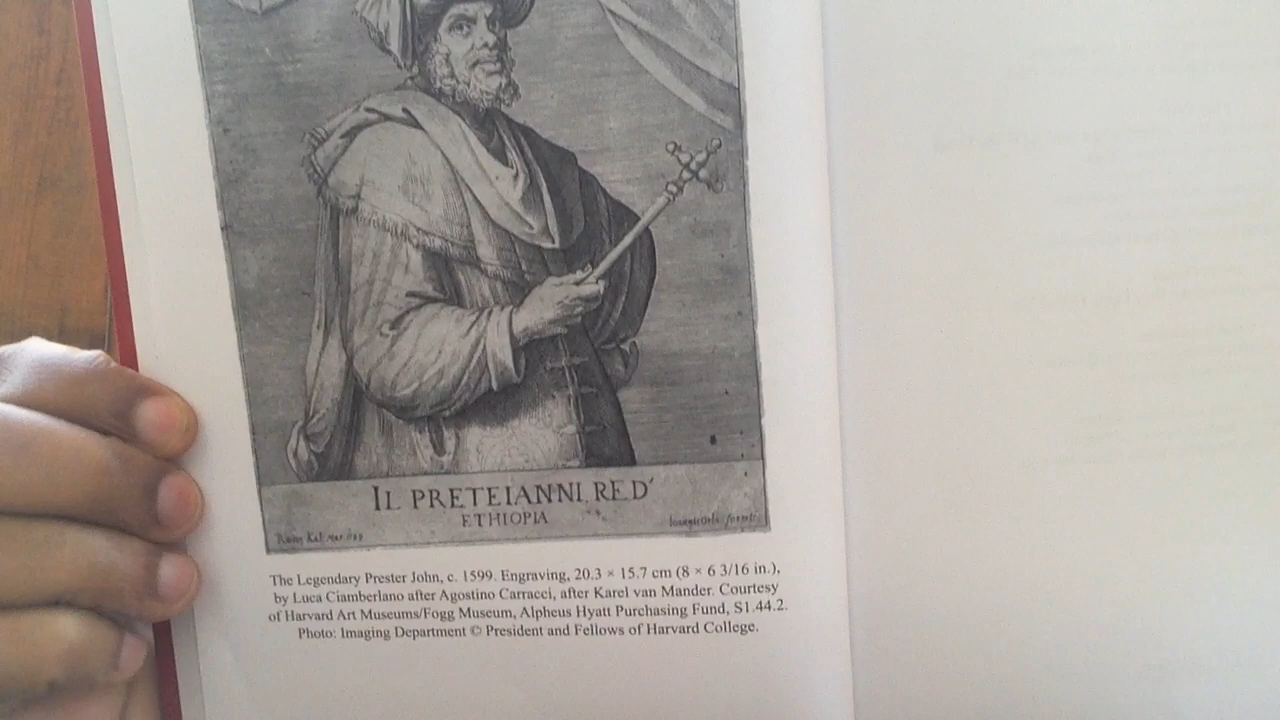 IL PRETEIANNI. RE D'
ETHIOPIA
The Legendary Prester John, c. 1599. Engraving, 20.3 × 15.7 cm (8 × 6 3/16 in.),
by Luca Ciamberlano after Agostino Carracci, after Karel van Mander. Courtesy
of Harvard Art Museums/Fogg Museum, Alpheus Hyatt Purchasing Fund, S1.44.2.
Photo: Imaging Department © President and Fellows of Harvard College.